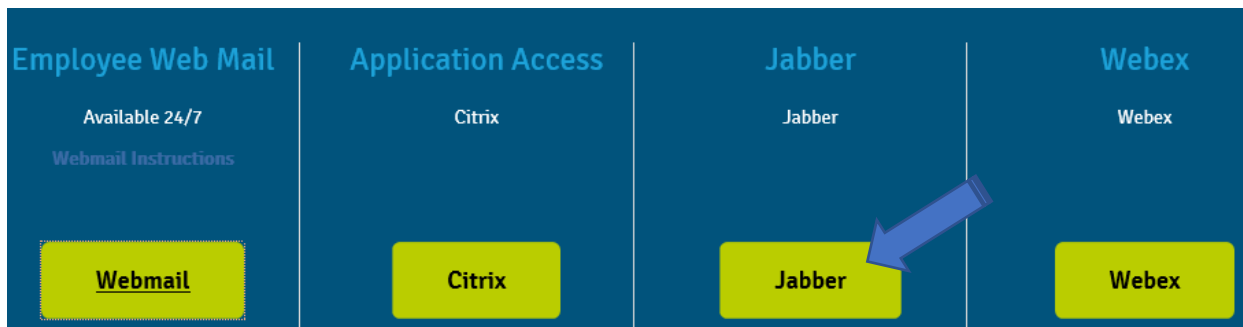 Employee Web Mail
Available 24/7
Webmail Instructions
Webmail
Application Access
Citrix
Citrix
Jabber
Jabber
Jabber
Webex
Webex
Webex